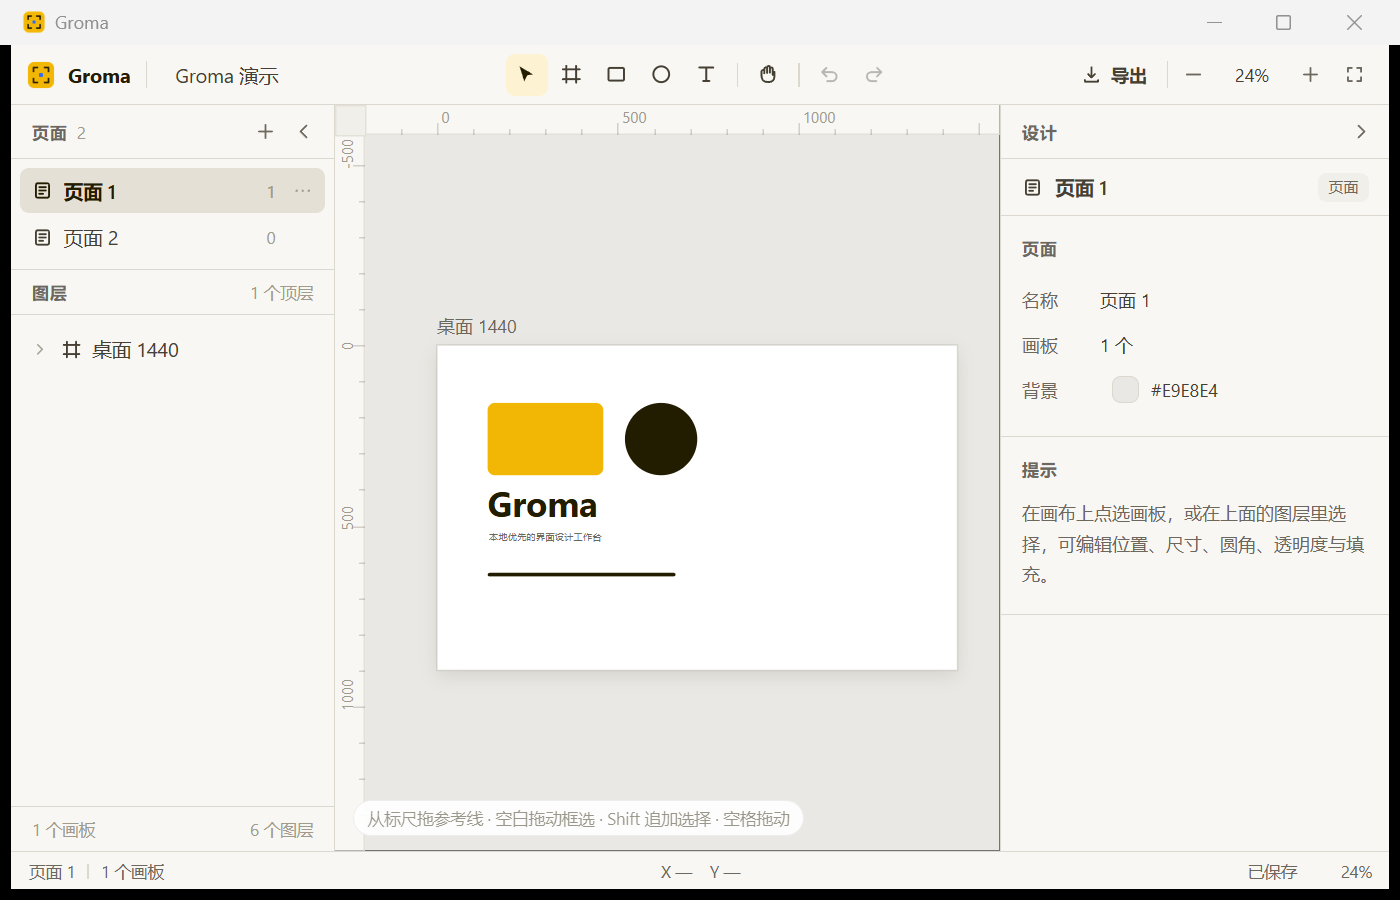 Groma
Groma
Groma 演示
导出
24%
页面 2
页面 1 1
页面 2 0
图层 1 个顶层
桌面 1440
1 个画板 6 个图层
0 500 1000
-500
0
500
1000
桌面 1440
Groma
本地优先的界面设计工作台
从标尺拖参考线 · 空白拖动框选 · Shift 追加选择 · 空格拖动
设计
页面 1 页面
页面
名称 页面 1
画板 1 个
背景 #E9E8E4
提示
在画布上点选画板，或在上面的图层里选
择，可编辑位置、尺寸、圆角、透明度与填
充。
页面 1 1 个画板
X — Y —
已保存 24%